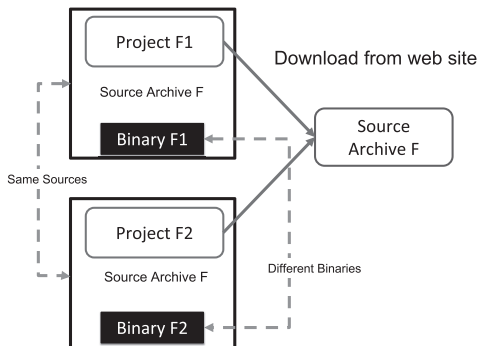 Project F1
Download from web site
Source Archive F
Source
Archive F
Binary F1
Same Sources
Project F2
Source Archive F
Different Binaries
Binary F2